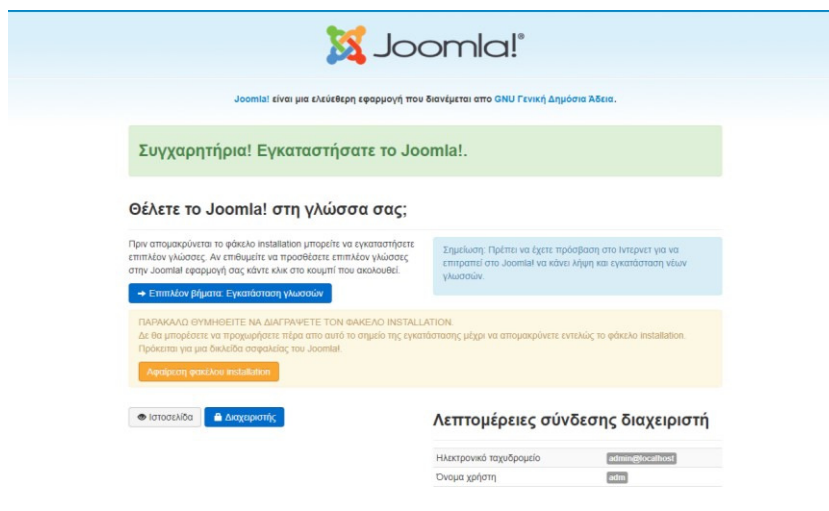 Joomla!®
Joomla! είναι μια ελεύθερη εφαρμογή που διανέμεται απο GNU Γενική Δημόσια Άδεια.
Συγχαρητήρια! Εγκαταστήσατε το Joomla!.
Θέλετε το Joomla! στη γλώσσα σας;
Πριν απομακρύνεται το φάκελο installation μπορείτε να εγκαταστήσετε
επιπλέον γλώσσες. Αν επιθυμείτε να προσθέσετε επιπλέον γλώσσες
στην Joomla! εφαρμογή σας κάντε κλικ στο κουμπί που ακολουθεί.
➔ Επιπλέον βήματα: Εγκατάσταση γλωσσών
Σημείωση: Πρέπει να έχετε πρόσβαση στο Ιντερνετ για να
επιτραπεί στο Joomla! να κάνει λήψη και εγκατάσταση νέων
γλωσσών.
ΠΑΡΑΚΑΛΩ ΘΥΜΗΘΕΙΤΕ ΝΑ ΔΙΑΓΡΑΨΕΤΕ ΤΟΝ ΦΑΚΕΛΟ INSTALLATION.
Δε θα μπορέσετε να προχωρήσετε πέρα απο αυτό το σημείο της εγκατάστασης μέχρι να απομακρύνετε εντελώς το φάκελο installation.
Πρόκειται για μια δικλείδα ασφαλείας του Joomla!.
Αφαίρεση φακέλου installation
Ιστοσελίδα
Διαχειριστής
Λεπτομέρειες σύνδεσης διαχειριστή
Ηλεκτρονικό ταχυδρομείο admin@localhost
Όνομα χρήστη adm